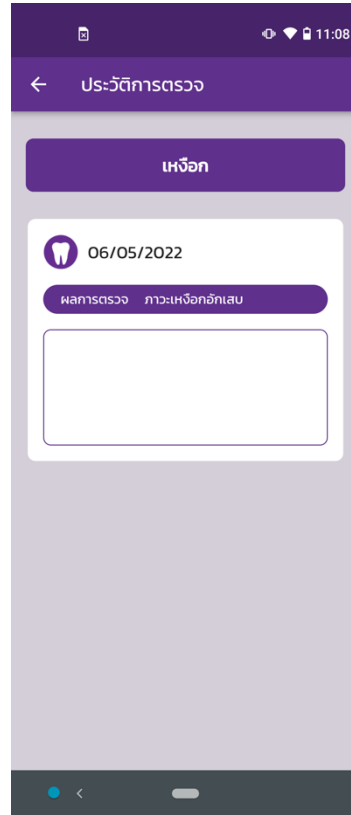 11:08
ประวัติการตรวจ
เหงือก
06/05/2022
ผลการตรวจ ภาวะเหงือกอักเสบ